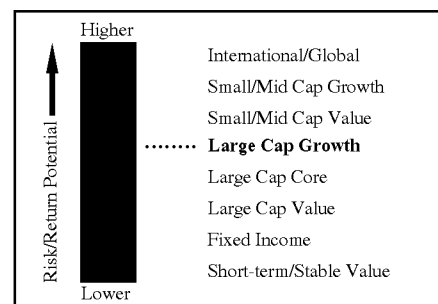 Higher
Risk/Return Potential
International/Global
Small/Mid Cap Growth
Small/Mid Cap Value
Large Cap Growth
Large Cap Core
Large Cap Value
Fixed Income
Short-term/Stable Value
Lower